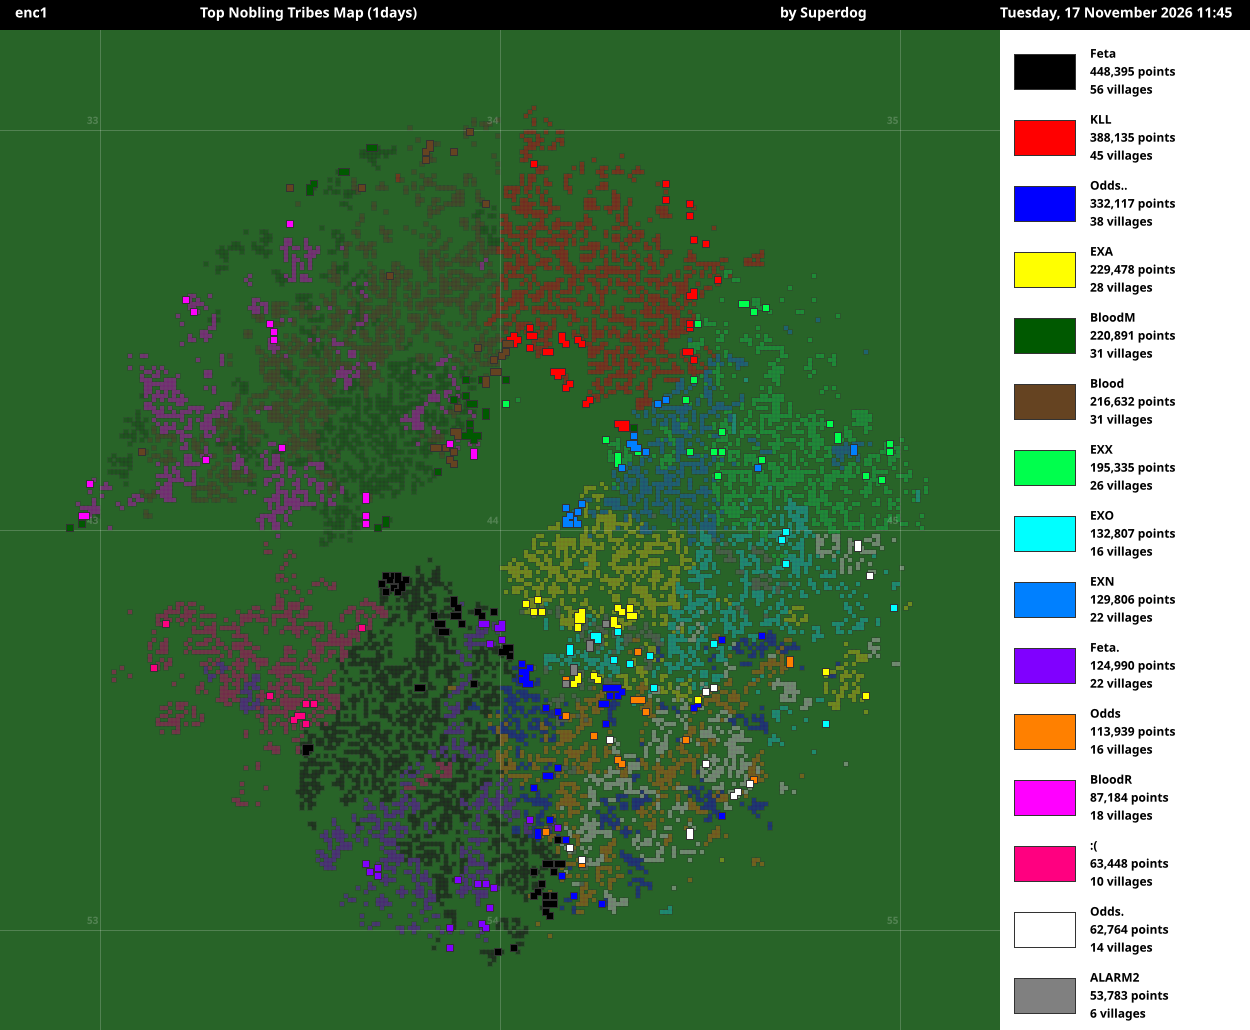 enc1
Top Nobling Tribes Map (1days)
by Superdog
Tuesday, 17 November 2026 11:45
33
34
35
43
44
45
53
54
55
Feta
448,395 points
56 villages
KLL
388,135 points
45 villages
Odds..
332,117 points
38 villages
EXA
229,478 points
28 villages
BloodM
220,891 points
31 villages
Blood
216,632 points
31 villages
EXX
195,335 points
26 villages
EXO
132,807 points
16 villages
EXN
129,806 points
22 villages
Feta.
124,990 points
22 villages
Odds
113,939 points
16 villages
BloodR
87,184 points
18 villages
:(
63,448 points
10 villages
Odds.
62,764 points
14 villages
ALARM2
53,783 points
6 villages